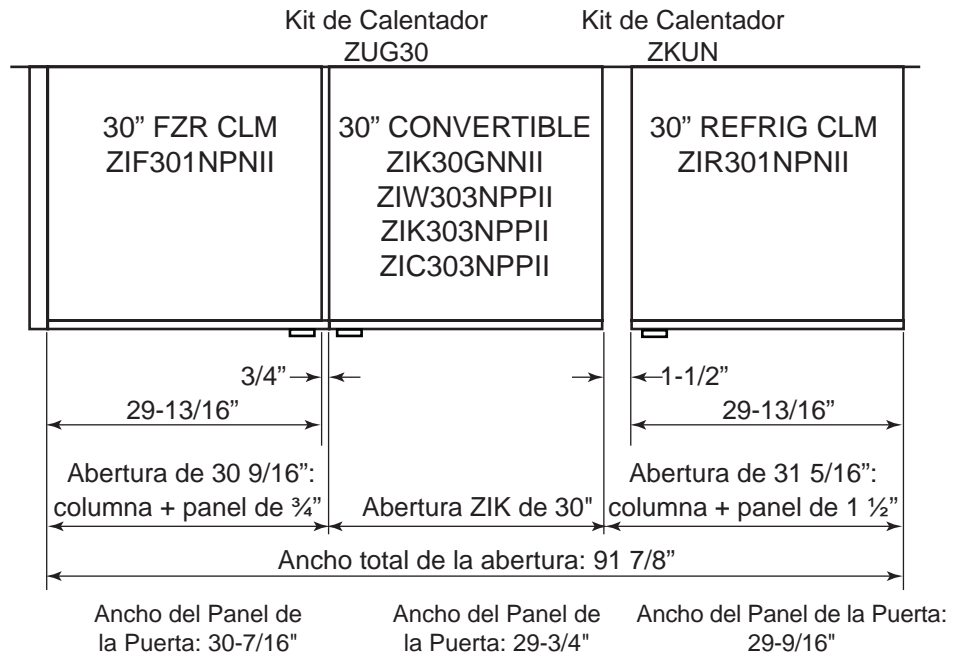 Kit de Calentador
ZUG30
Kit de Calentador
ZKUN
30” FZR CLM
ZIF301NPNII
30” CONVERTIBLE
ZIK30GNNII
ZIW303NPPII
ZIK303NPPII
ZIC303NPPII
30” REFRIG CLM
ZIR301NPNII
3/4”
1-1/2”
29-13/16”
29-13/16”
Abertura de 30 9/16”:
columna + panel de ¾”
Abertura ZIK de 30"
Abertura de 31 5/16”:
columna + panel de 1 ½”
Ancho total de la abertura: 91 7/8”
Ancho del Panel de
la Puerta: 30-7/16"
Ancho del Panel de
la Puerta: 29-3/4"
Ancho del Panel de la Puerta:
29-9/16"